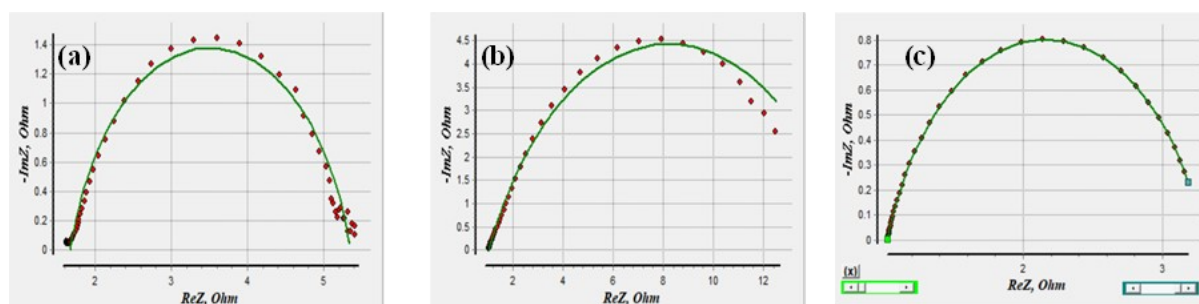 (a)
1.4
1.2
1
0.8
0.6
0.4
0.2
0
-ImZ, Ohm
2 3 4 5
ReZ, Ohm
(b)
4.5
4
3.5
3
2.5
2
1.5
1
0.5
0
-ImZ, Ohm
2 4 6 8 10 12
ReZ, Ohm
(c)
0.8
0.7
0.6
0.5
0.4
0.3
0.2
0.1
0
-ImZ, Ohm
2 3
ReZ, Ohm
(x)